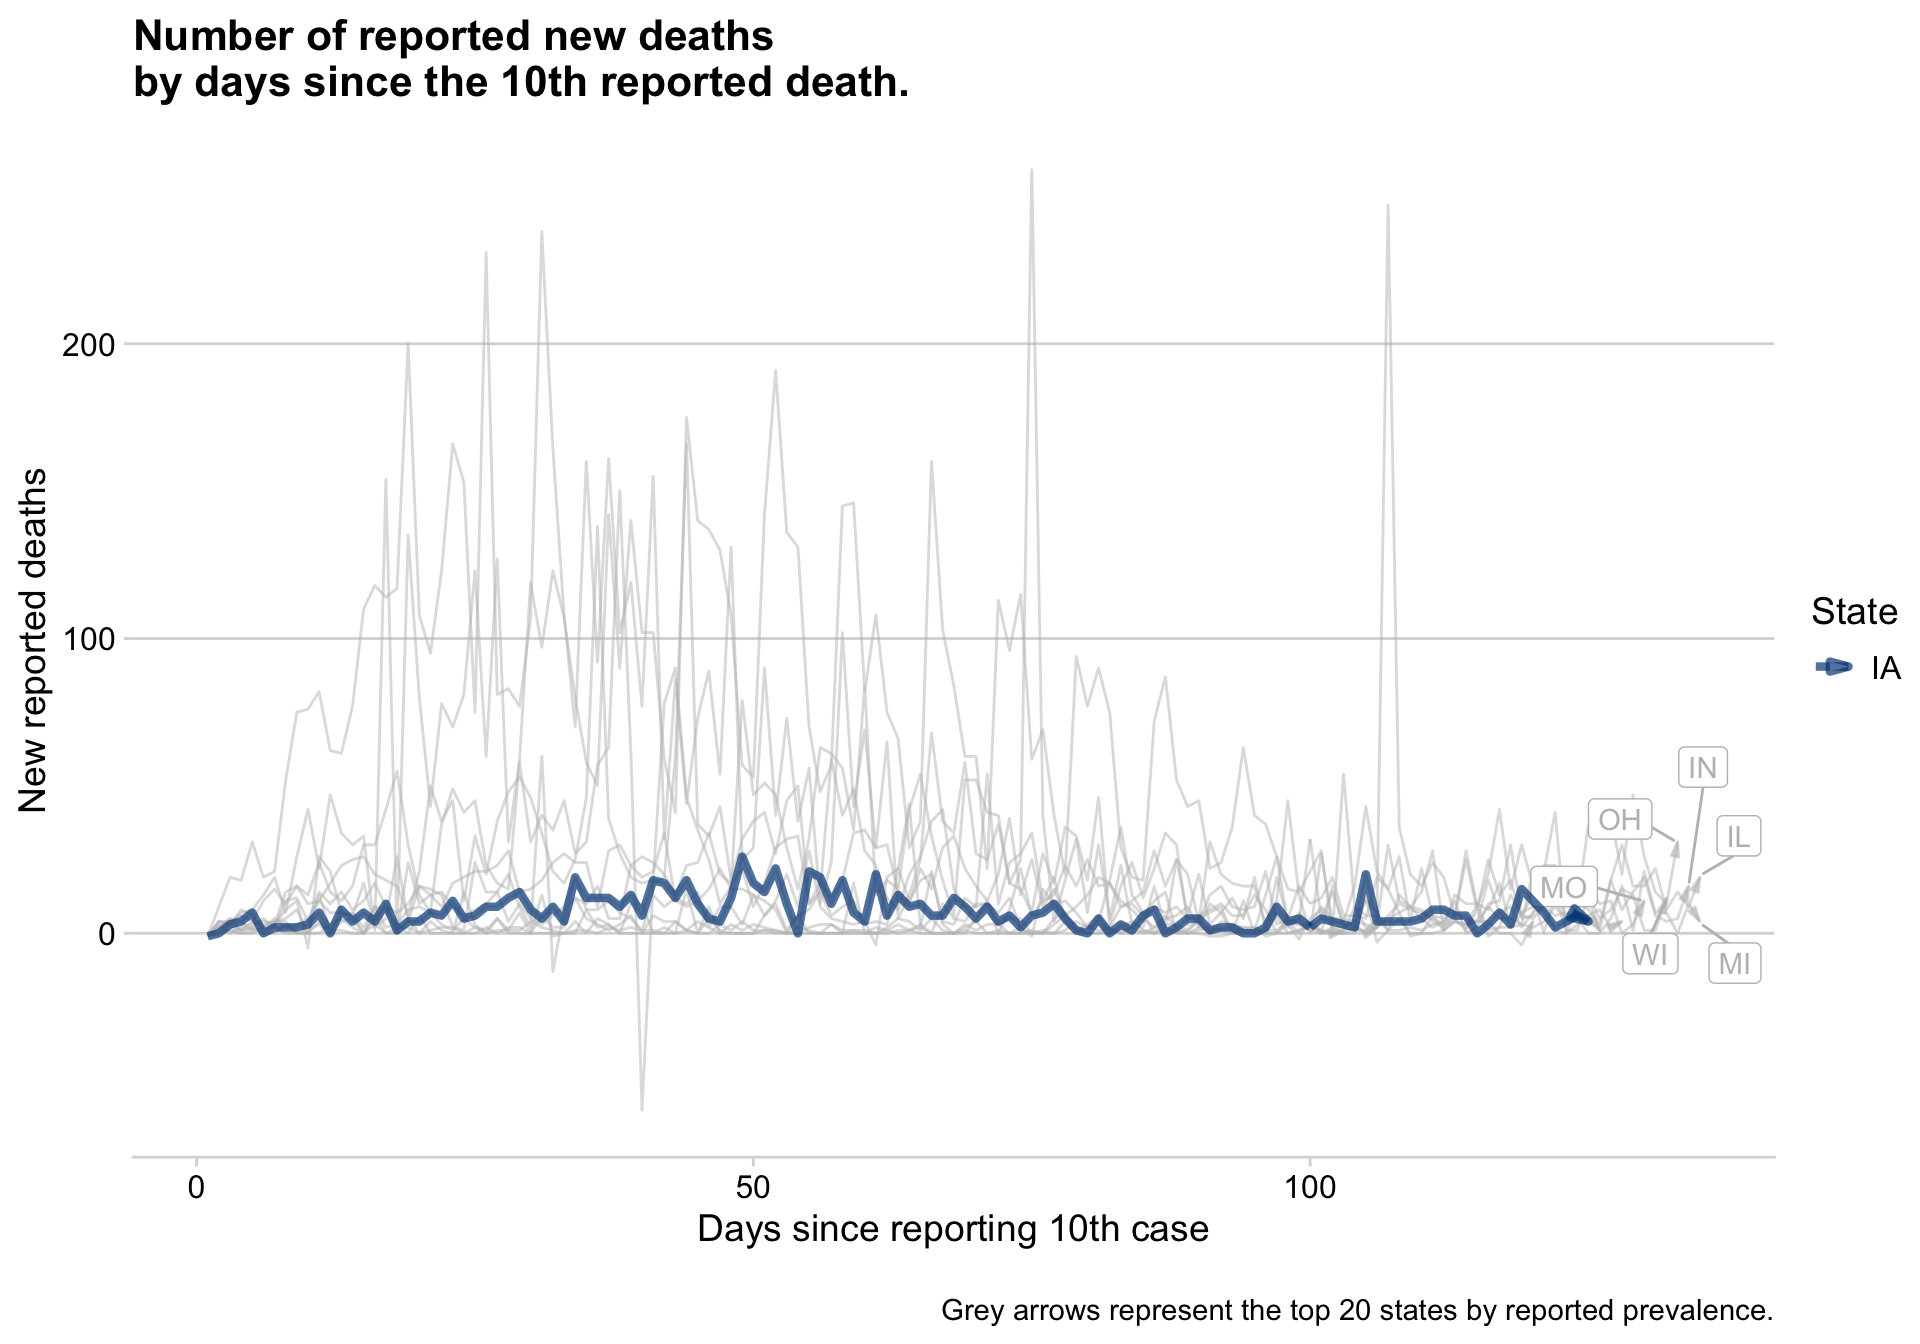 Number of reported new deaths
by days since the 10th reported death.
New reported deaths
200
100
0
0
50
100
Days since reporting 10th case
State
IA
IN
OH
IL
MO
WI
MI
Grey arrows represent the top 20 states by reported prevalence.